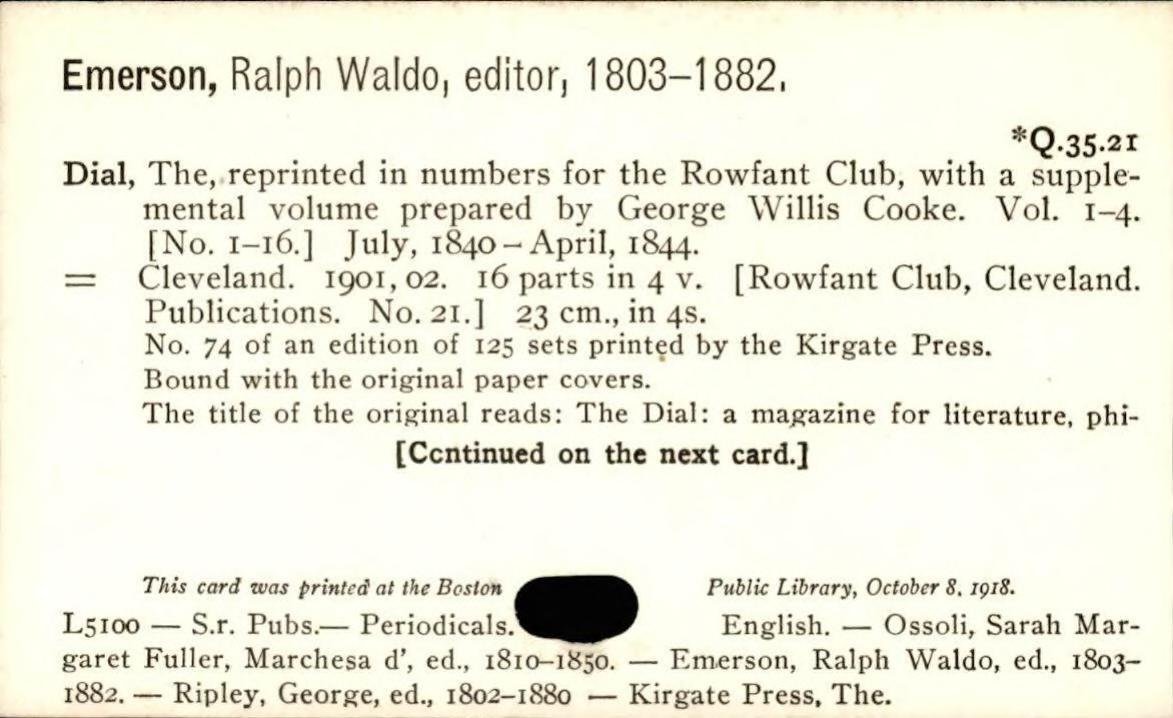 Emerson, Ralph Waldo, editor, 1803–1882.
*Q.35.21
Dial, The, reprinted in numbers for the Rowfant Club, with a supple-
mental volume prepared by George Willis Cooke. Vol. 1–4.
[No. 1–16.] July, 1840 – April, 1844.
= Cleveland. 1901, 02. 16 parts in 4 v. [Rowfant Club, Cleveland.
Publications. No. 21.] 23 cm., in 4s.
No. 74 of an edition of 125 sets printed by the Kirgate Press.
Bound with the original paper covers.
The title of the original reads: The Dial: a magazine for literature, phi-
[Ccntinued on the next card.]
This card was printed at the Boston Public Library, October 8, 1918.
L5100 — S.r. Pubs.— Periodicals. English. — Ossoli, Sarah Mar-
garet Fuller, Marchesa d', ed., 1810–1850. — Emerson, Ralph Waldo, ed., 1803–
1882. — Ripley, George, ed., 1802–1880 — Kirgate Press, The.